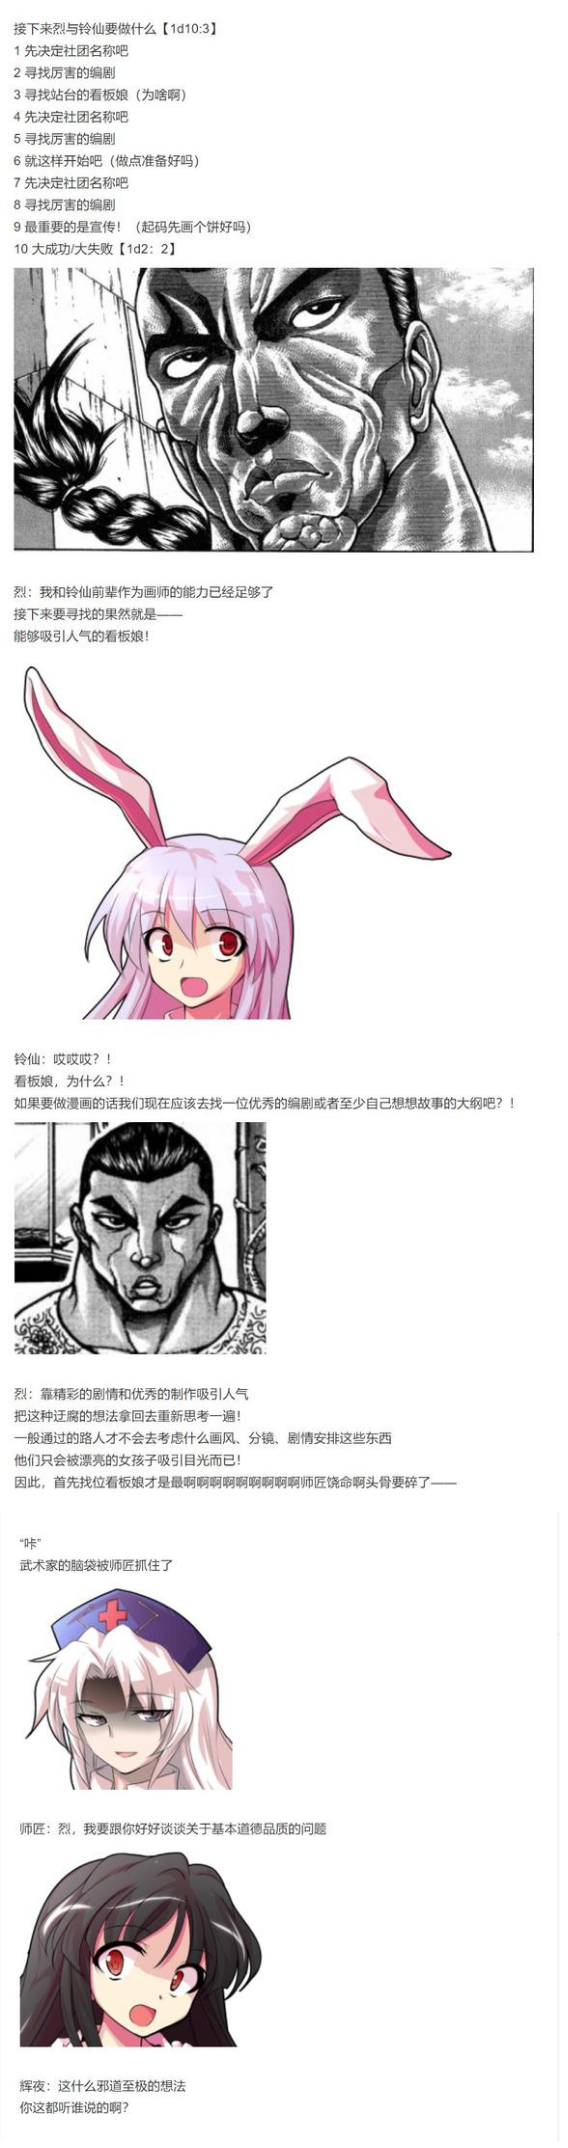 接下来烈与铃仙要做什么【1d10:3】
1 先决定社团名称吧
2 寻找厉害的编剧
3 寻找站台的看板娘（为啥啊）
4 先决定社团名称吧
5 寻找厉害的编剧
6 就这样开始吧（做点准备好吗）
7 先决定社团名称吧
8 寻找厉害的编剧
9 最重要的是宣传！（起码先画个饼好吗）
10 大成功/大失败【1d2：2】
烈：我和铃仙前辈作为画师的能力已经足够了
接下来要寻找的果然就是——
能够吸引人气的看板娘！
铃仙：哎哎哎？！
看板娘，为什么？！
如果要做漫画的话我们现在应该去找一位优秀的编剧或者至少自己想想故事的大纲吧？！
烈：靠精彩的剧情和优秀的制作吸引人气
把这种迂腐的想法拿回去重新思考一遍！
一般通过的路人才不会去考虑什么画风、分镜、剧情安排这些东西
他们只会被漂亮的女孩子吸引目光而已！
因此，首先找位看板娘才是最啊啊啊啊啊啊啊啊啊师匠饶命啊头骨要碎了——
“咔”
武术家的脑袋被师匠抓住了
师匠：烈，我要跟你好好谈谈关于基本道德品质的问题
辉夜：这什么邪道至极的想法
你这都听谁说的啊？